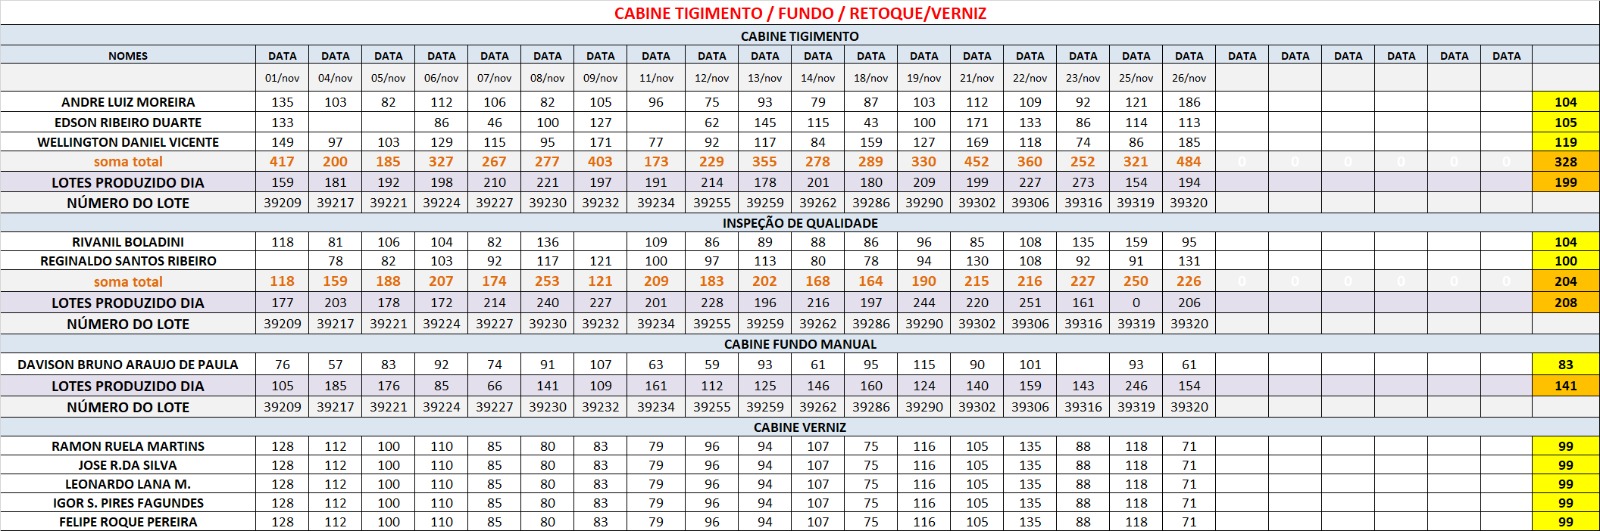 CABINE TIGIMENTO / FUNDO / RETOQUE/VERNIZ
CABINE TIGIMENTO
NOMES DATA DATA DATA DATA DATA DATA DATA DATA DATA DATA DATA DATA DATA DATA DATA DATA DATA DATA DATA DATA DATA DATA DATA DATA
01/nov 04/nov 05/nov 06/nov 07/nov 08/nov 09/nov 11/nov 12/nov 13/nov 14/nov 18/nov 19/nov 21/nov 22/nov 23/nov 25/nov 26/nov
ANDRE LUIZ MOREIRA 135 103 82 112 106 82 105 96 75 93 79 87 103 112 109 92 121 186 104
EDSON RIBEIRO DUARTE 133 86 46 100 127 62 145 115 43 100 171 133 86 114 113 105
WELLINGTON DANIEL VICENTE 149 97 103 129 115 95 171 77 92 117 84 159 127 169 118 74 86 185 119
soma total 417 200 185 327 267 277 403 173 229 355 278 289 330 452 360 252 321 484 0 0 0 0 0 0 328
LOTES PRODUZIDO DIA 159 181 192 198 210 221 197 191 214 178 201 180 209 199 227 273 154 194 199
NÚMERO DO LOTE 39209 39217 39221 39224 39227 39230 39232 39234 39255 39259 39262 39286 39290 39302 39306 39316 39319 39320
INSPEÇÃO DE QUALIDADE
RIVANIL BOLADINI 118 81 106 104 82 136 109 86 89 88 86 96 85 108 135 159 95 104
REGINALDO SANTOS RIBEIRO 78 82 103 92 117 121 100 97 113 80 78 94 130 108 92 91 131 100
soma total 118 159 188 207 174 253 121 209 183 202 168 164 190 215 216 227 250 226 0 0 0 0 0 0 204
LOTES PRODUZIDO DIA 177 203 178 172 214 240 227 201 228 196 216 197 244 220 251 161 0 206 208
NÚMERO DO LOTE 39209 39217 39221 39224 39227 39230 39232 39234 39255 39259 39262 39286 39290 39302 39306 39316 39319 39320
CABINE FUNDO MANUAL
DAVISON BRUNO ARAUJO DE PAULA 76 57 83 92 74 91 107 63 59 93 61 95 115 90 101 93 61 83
LOTES PRODUZIDO DIA 105 185 176 85 66 141 109 161 112 125 146 160 124 140 159 143 246 154 141
NÚMERO DO LOTE 39209 39217 39221 39224 39227 39230 39232 39234 39255 39259 39262 39286 39290 39302 39306 39316 39319 39320
CABINE VERNIZ
RAMON RUELA MARTINS 128 112 100 110 85 80 83 79 96 94 107 75 116 105 135 88 118 71 99
JOSE R.DA SILVA 128 112 100 110 85 80 83 79 96 94 107 75 116 105 135 88 118 71 99
LEONARDO LANA M. 128 112 100 110 85 80 83 79 96 94 107 75 116 105 135 88 118 71 99
IGOR S. PIRES FAGUNDES 128 112 100 110 85 80 83 79 96 94 107 75 116 105 135 88 118 71 99
FELIPE ROQUE PEREIRA 128 112 100 110 85 80 83 79 96 94 107 75 116 105 135 88 118 71 99